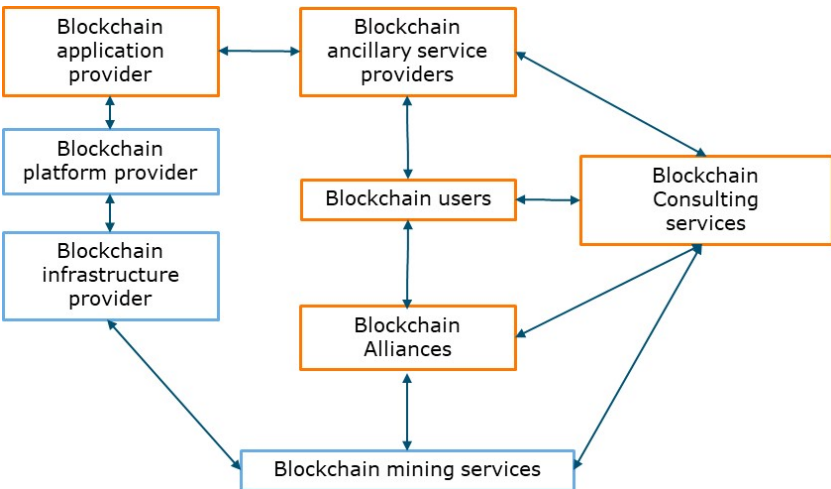 Blockchain
application
provider
Blockchain
ancillary service
providers
Blockchain
platform provider
Blockchain users
Blockchain
Consulting
services
Blockchain
infrastructure
provider
Blockchain
Alliances
Blockchain mining services